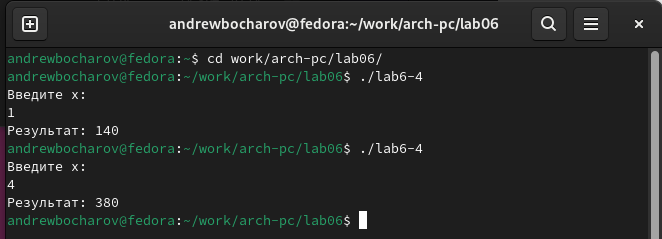 andrewbocharov@fedora:~/work/arch-pc/lab06
andrewbocharov@fedora:~$ cd work/arch-pc/lab06/
andrewbocharov@fedora:~/work/arch-pc/lab06$ ./lab6-4
Введите x:
1
Результат: 140
andrewbocharov@fedora:~/work/arch-pc/lab06$ ./lab6-4
Введите x:
4
Результат: 380
andrewbocharov@fedora:~/work/arch-pc/lab06$